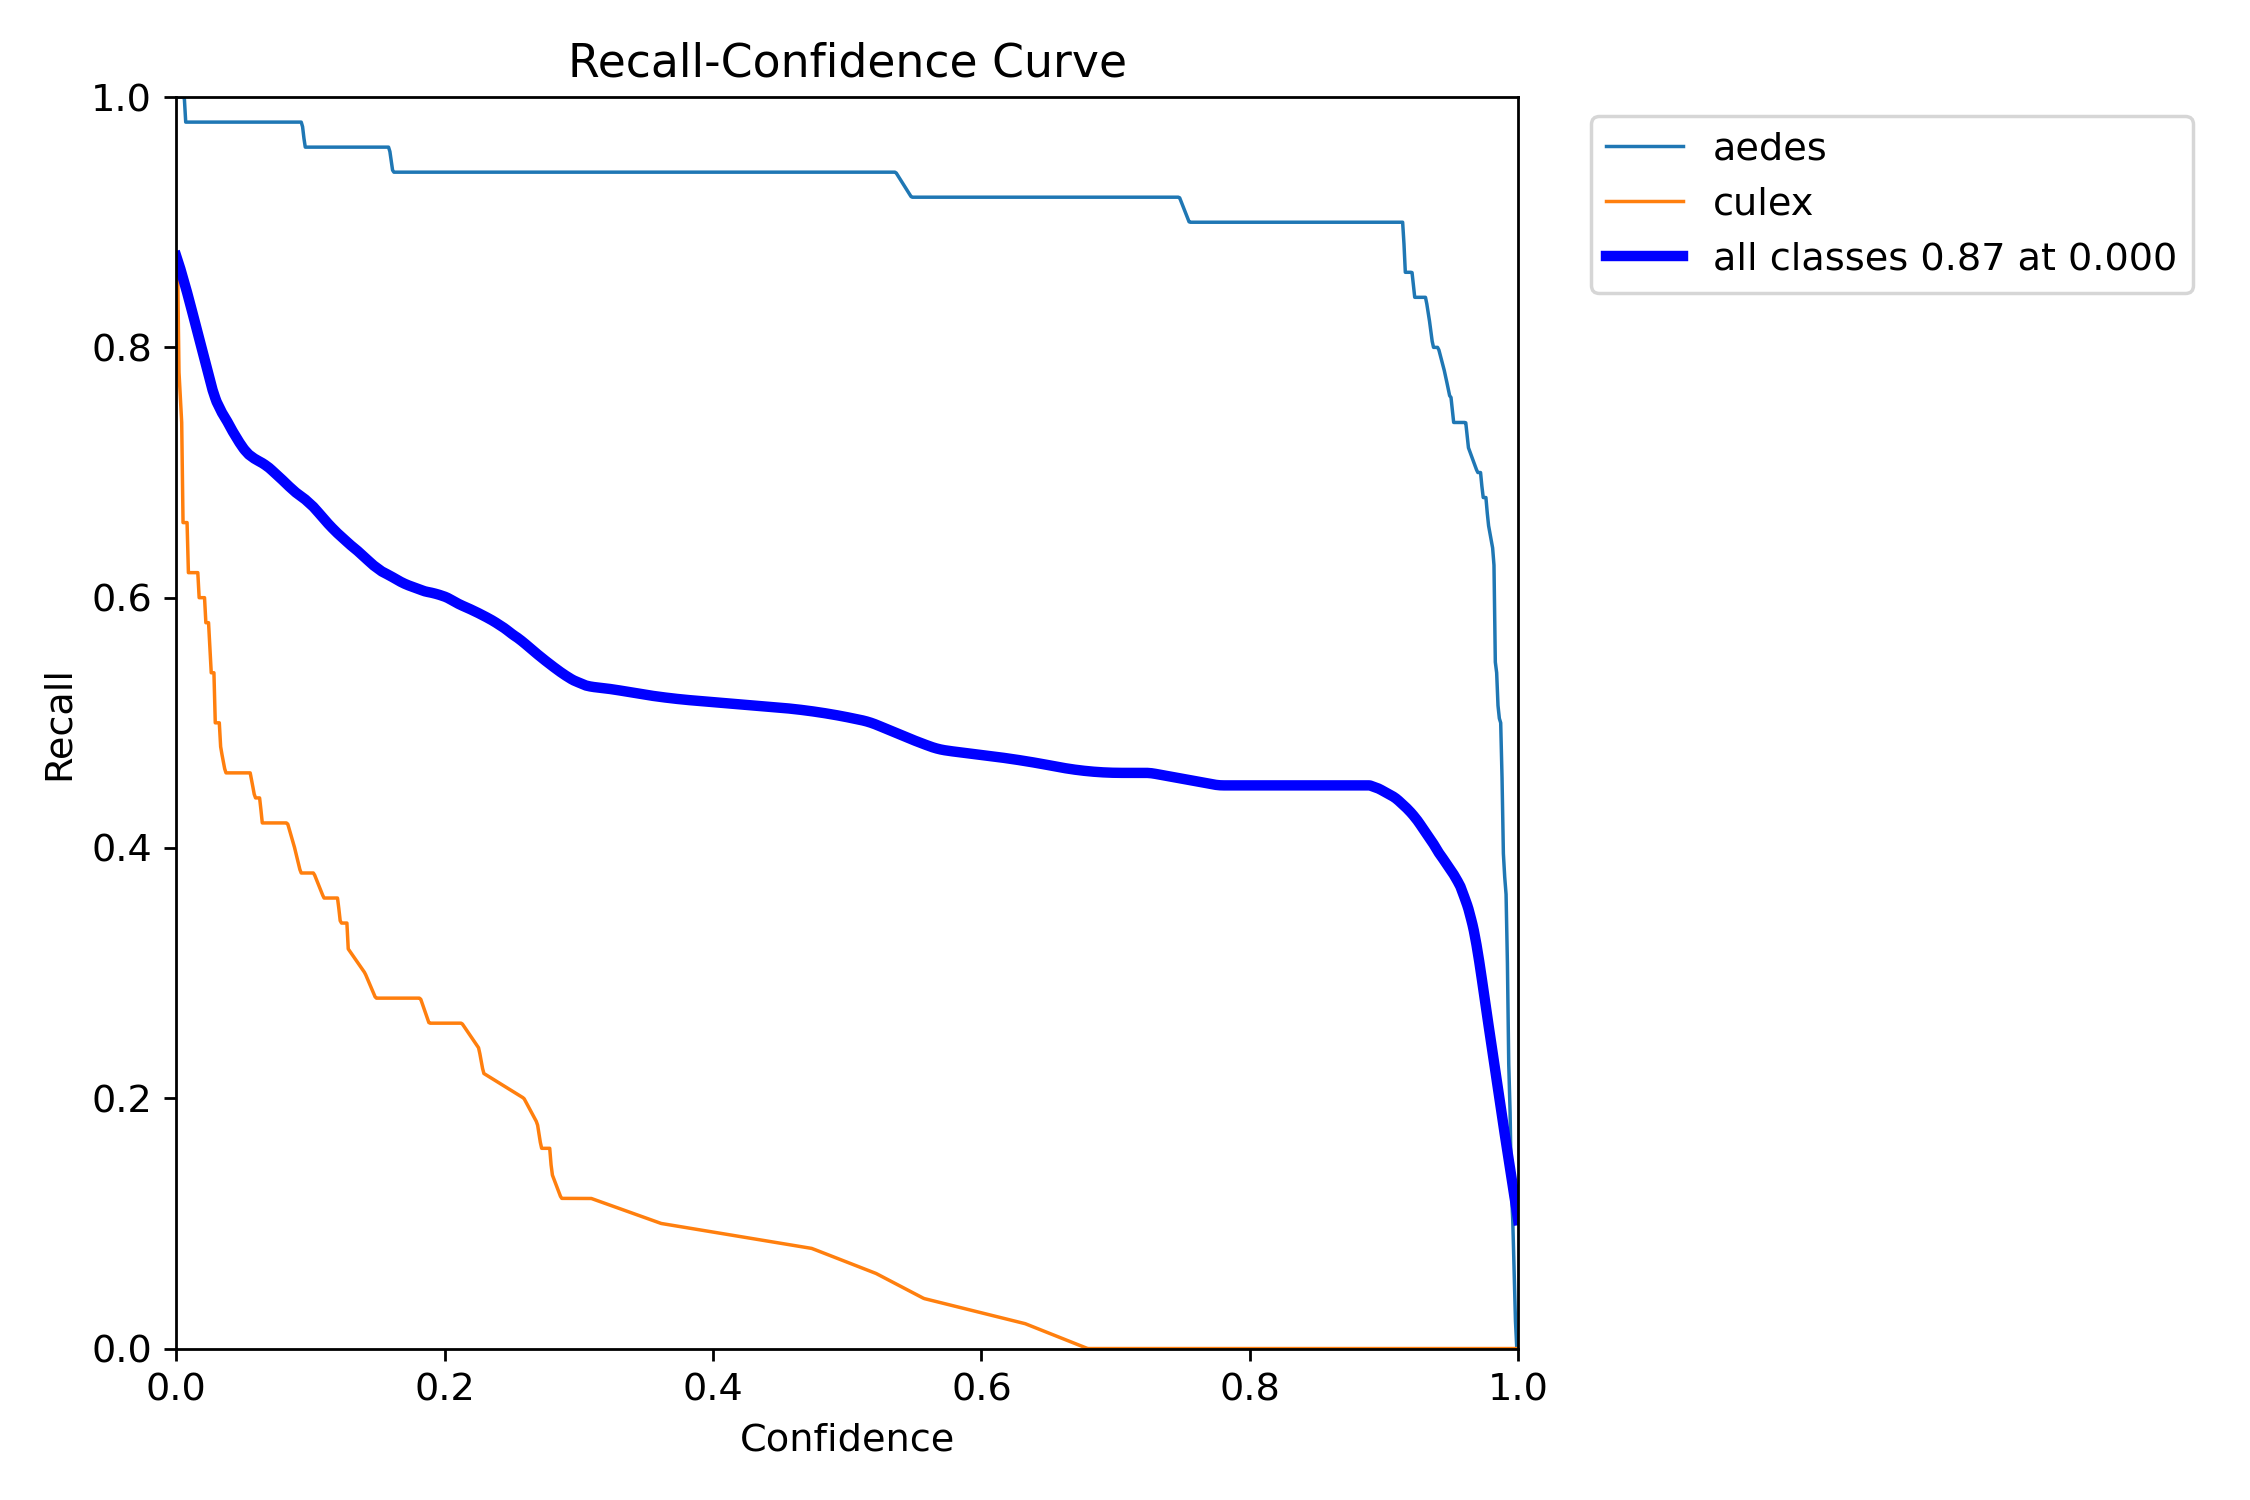 Recall-Confidence Curve
1.0
0.8
0.6
0.4
0.2
0.0
Recall
0.0 0.2 0.4 0.6 0.8 1.0
Confidence
aedes
culex
all classes 0.87 at 0.000